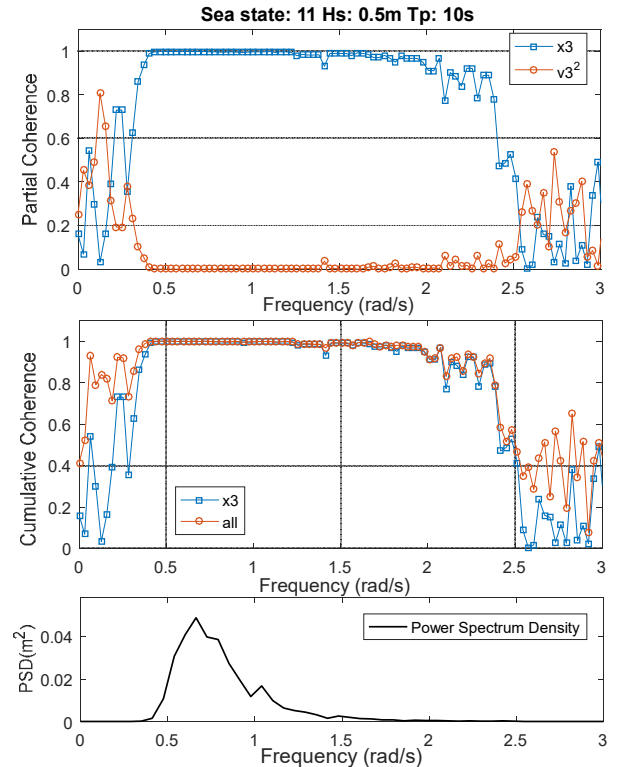 Sea state: 11 Hs: 0.5m Tp: 10s
Partial Coherence
1
0.8
0.6
0.4
0.2
0
x3
v3²
0 0.5 1 1.5 2 2.5 3
Frequency (rad/s)
Cumulative Coherence
1
0.8
0.6
0.4
0.2
0
x3
all
0 0.5 1 1.5 2 2.5 3
Frequency (rad/s)
PSD(m²)
0.04
0.02
0
Power Spectrum Density
0 0.5 1 1.5 2 2.5 3
Frequency (rad/s)